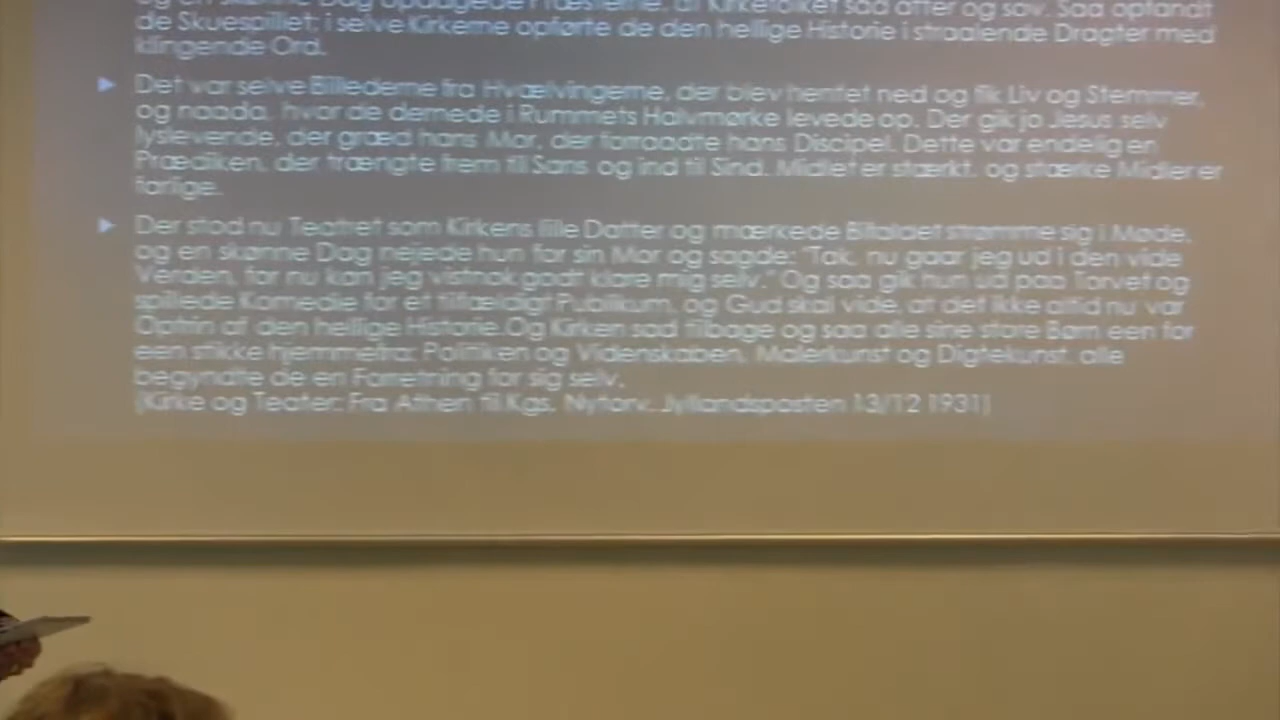 og en skønne Dag opdagede Præsterne, at Kirkefolket sad atter og sov. Saa opfandt
de Skuespillet; i selve Kirkerne opførte de den hellige Historie i straalende Dragter med
klingende Ord.
Det var selve Billederne fra Hvælvingerne, der blev hentet ned og fik Liv og Stemmer,
og naada, hvor de dernede i Rummets Halvmørke levede op. Der gik jo Jesus selv
lyslevende, der græd hans Mor, der forraadte hans Discipel. Dette var endelig en
Prædiken, der trængte frem til Sans og ind til Sind. Midlet er stærkt, og stærke Midler er
farlige.
Der stod nu Teatret som Kirkens lille Datter og mærkede Bifaldet strømme sig i Møde,
og en skønne Dag nejede hun for sin Mor og sagde: "Tak, nu gaar jeg ud i den vide
Verden, for nu kan jeg vistnok godt klare mig selv." Og saa gik hun ud paa Torvet og
spillede Komedie for et tilfældigt Publikum, og Gud skal vide, at det ikke altid nu var
Optrin af den hellige Historie. Og Kirken sad tilbage og saa alle sine store Børn een for
een stikke hjemmefra: Politiken og Videnskaben, Malerkunst og Digtekunst, alle
begyndte de en Forretning for sig selv.
(Kirke og Teater: Fra Athen til Kgs. Nytorv. Jyllandsposten 13/12 1931)